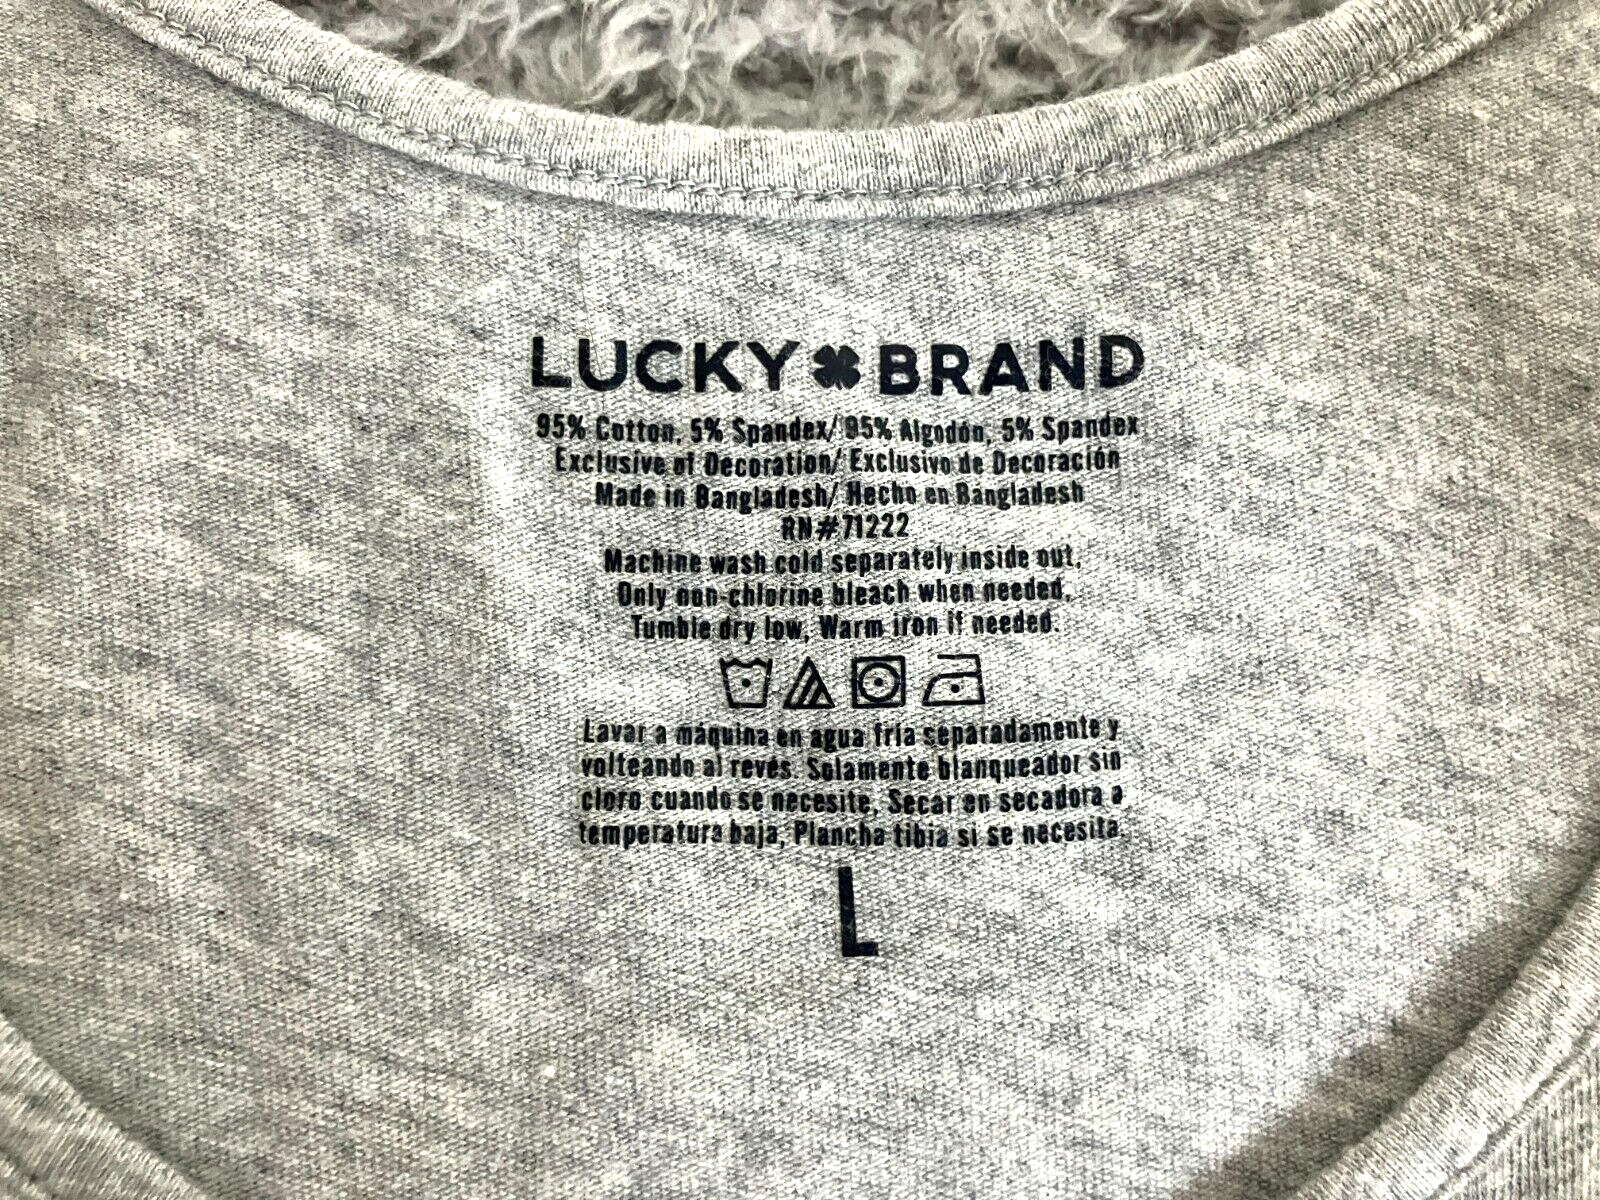 LUCKY BRAND
95% Cotton, 5% Spandex/ 95% Algodón, 5% Spandex
Exclusive of Decoration/ Exclusivo de Decoración
Made in Bangladesh/ Hecho en Bangladesh
RN#71222
Machine wash cold separately inside out,
Only non-chlorine bleach when needed,
Tumble dry low, Warm iron if needed.
Lavar a máquina en agua fría separadamente y
volteando al revés. Solamente blanqueador sin
cloro cuando se necesite, Secar en secadora a
temperatura baja, Plancha tibia si se necesita.
L